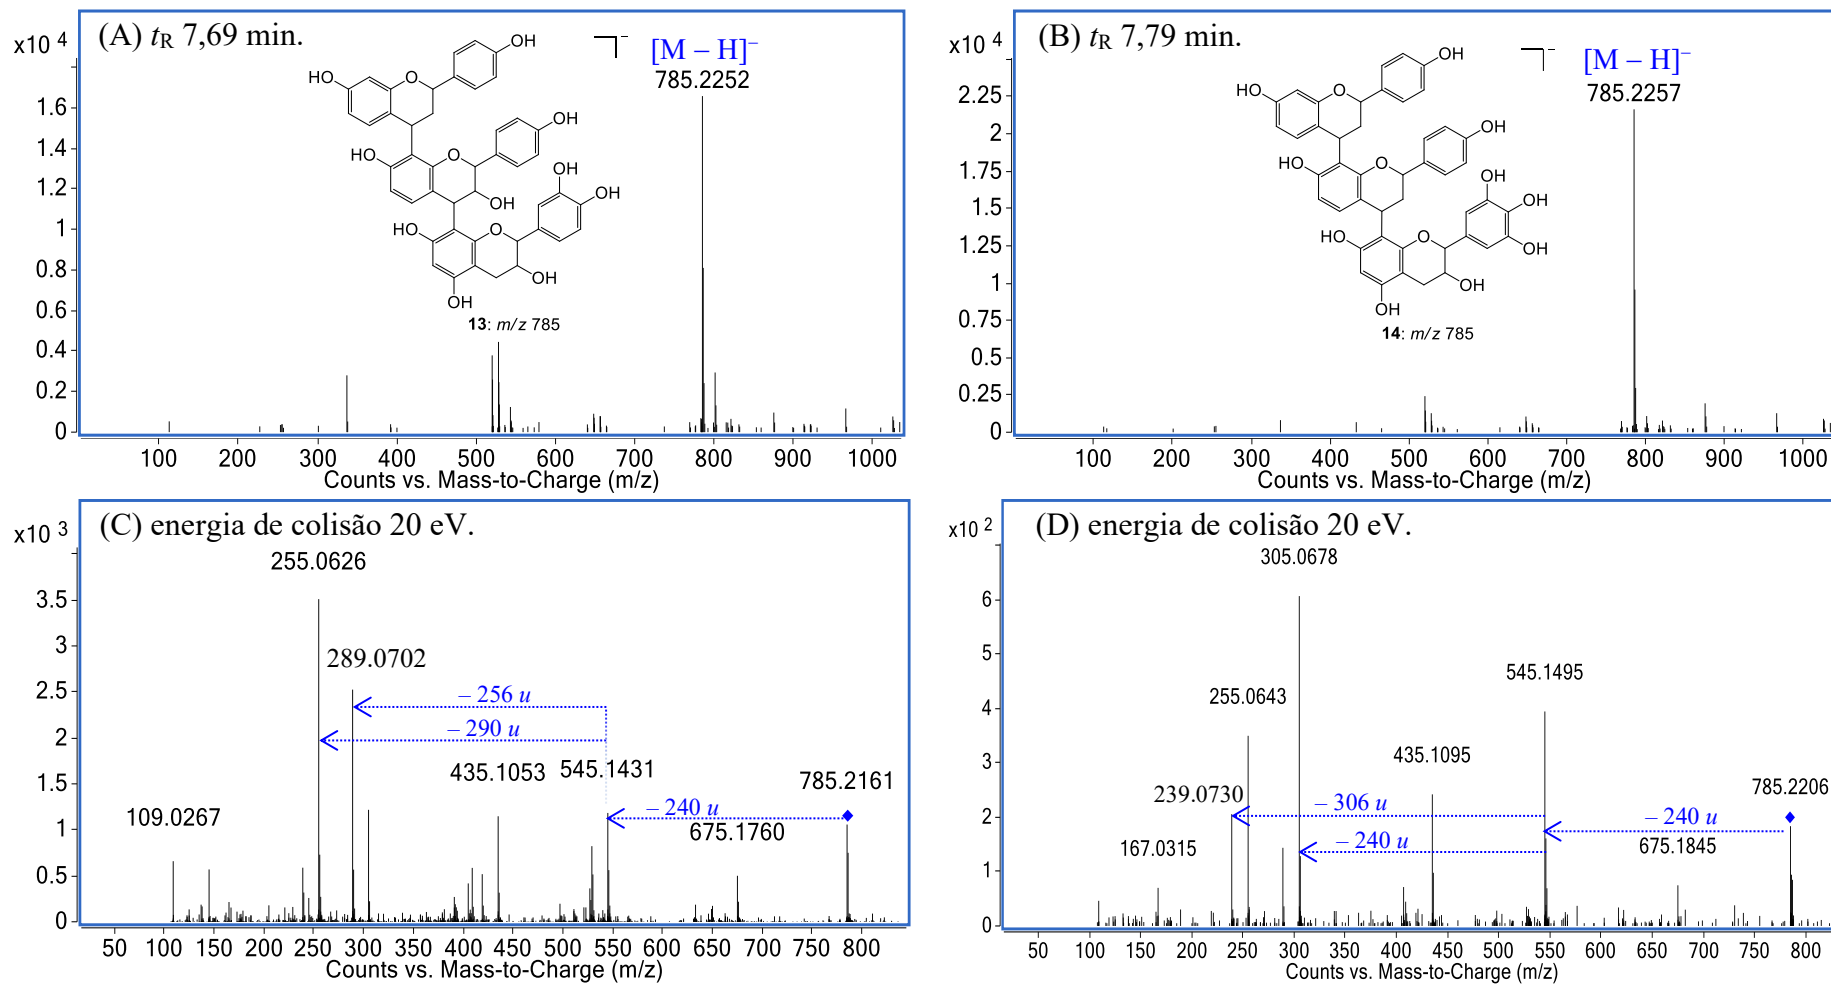 (A) tR 7,69 min.
x10 4
[M – H]–
785.2252
1.6
1.4
1.2
1
0.8
0.6
0.4
0.2
0
OH
HO
O
OH
HO
O
OH
OH
OH
HO
O
OH
OH
13: m/z 785
100 200 300 400 500 600 700 800 900 1000
Counts vs. Mass-to-Charge (m/z)
(B) tR 7,79 min.
x10 4
[M – H]–
785.2257
2.25
2
1.75
1.5
1.25
1
0.75
0.5
0.25
0
OH
HO
O
OH
HO
O
OH
OH
HO
O
OH
OH
OH
14: m/z 785
100 200 300 400 500 600 700 800 900 1000
Counts vs. Mass-to-Charge (m/z)
(C) energia de colisão 20 eV.
x10 3
255.0626
3.5
3
289.0702
2.5
– 256 u
– 290 u
2
435.1053 545.1431
785.2161
1.5
109.0267
– 240 u
675.1760
1
0.5
0
50 100 150 200 250 300 350 400 450 500 550 600 650 700 750 800
Counts vs. Mass-to-Charge (m/z)
(D) energia de colisão 20 eV.
x10 2
305.0678
6
5
545.1495
255.0643
4
435.1095
3
785.2206
239.0730
– 306 u
– 240 u
2
167.0315
– 240 u
675.1845
1
0
50 100 150 200 250 300 350 400 450 500 550 600 650 700 750 800
Counts vs. Mass-to-Charge (m/z)